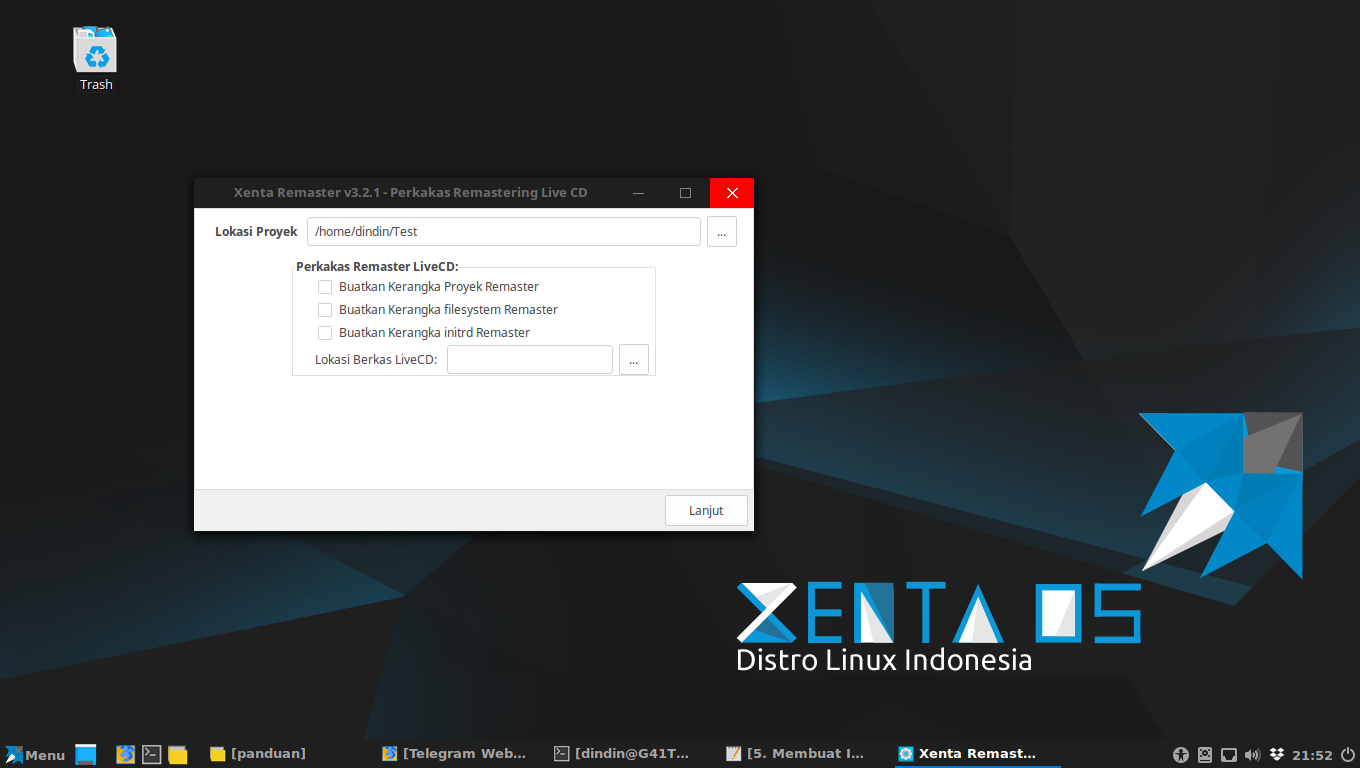 Trash
Xenta Remaster v3.2.1 - Perkakas Remastering Live CD
Lokasi Proyek /home/dindin/Test ...
Perkakas Remaster LiveCD:
Buatkan Kerangka Proyek Remaster
Buatkan Kerangka filesystem Remaster
Buatkan Kerangka initrd Remaster
Lokasi Berkas LiveCD: ...
Lanjut
XENTA OS
Distro Linux Indonesia
Menu [panduan] [Telegram Web... [dindin@G41T... [5. Membuat I... Xenta Remast... 21:52